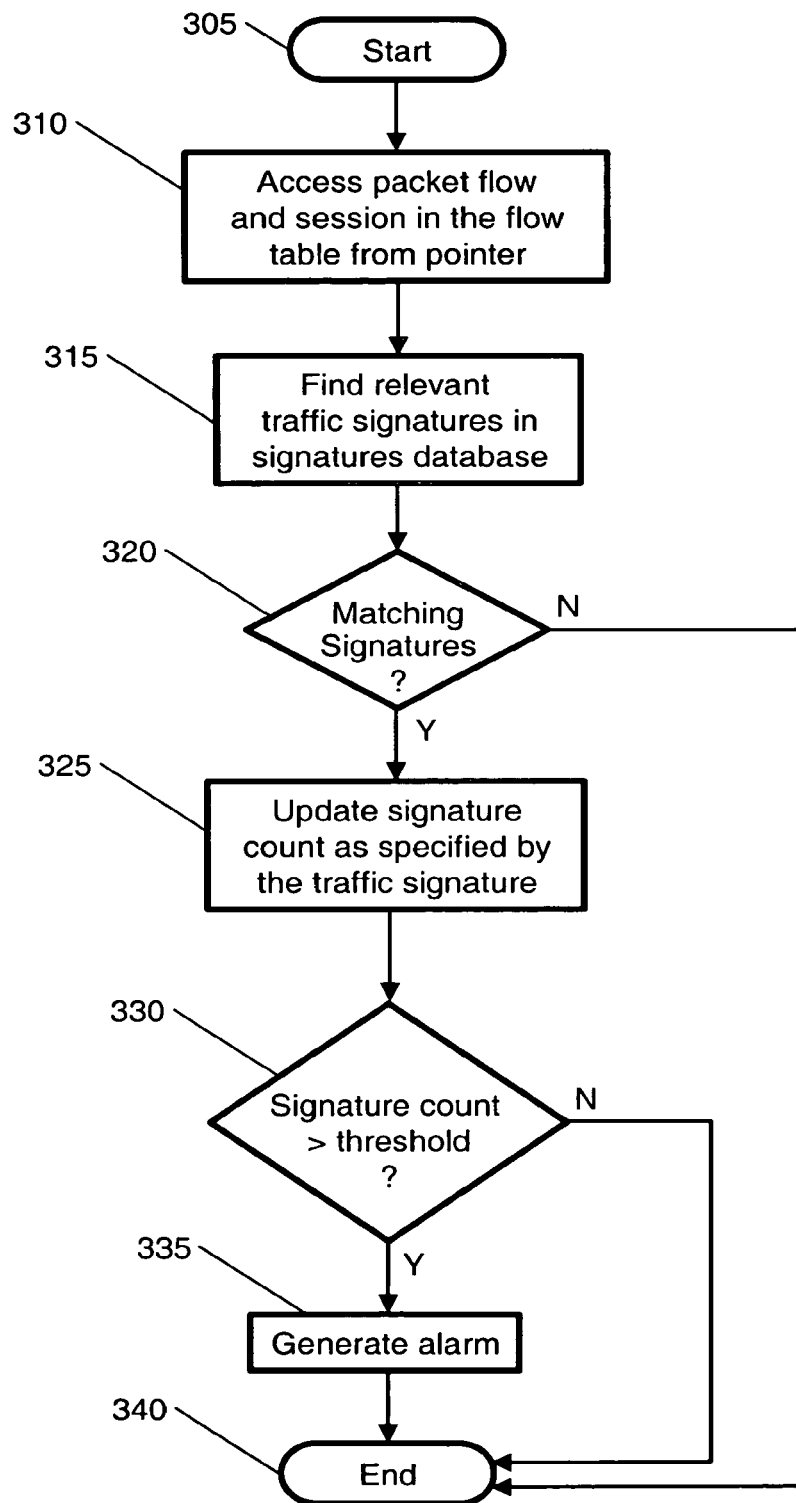 305
Start
310
Access packet flow
and session in the flow
table from pointer
315
Find relevant
traffic signatures in
signatures database
320
Matching
Signatures
?
N
Y
325
Update signature
count as specified by
the traffic signature
330
Signature count
> threshold
?
N
Y
335
Generate alarm
340
End